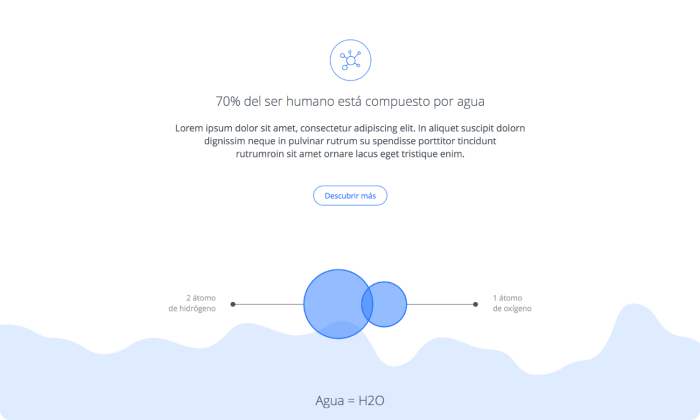 70% del ser humano está compuesto por agua
Lorem ipsum dolor sit amet, consectetur adipiscing elit. In aliquet suscipit dolorn
dignissim neque in pulvinar rutrum su spendisse porttitor tincidunt
rutrumroin sit amet ornare lacus eget tristique enim.
Descubrir más
2 átomo
de hidrógeno
1 átomo
de oxígeno
Agua = H2O